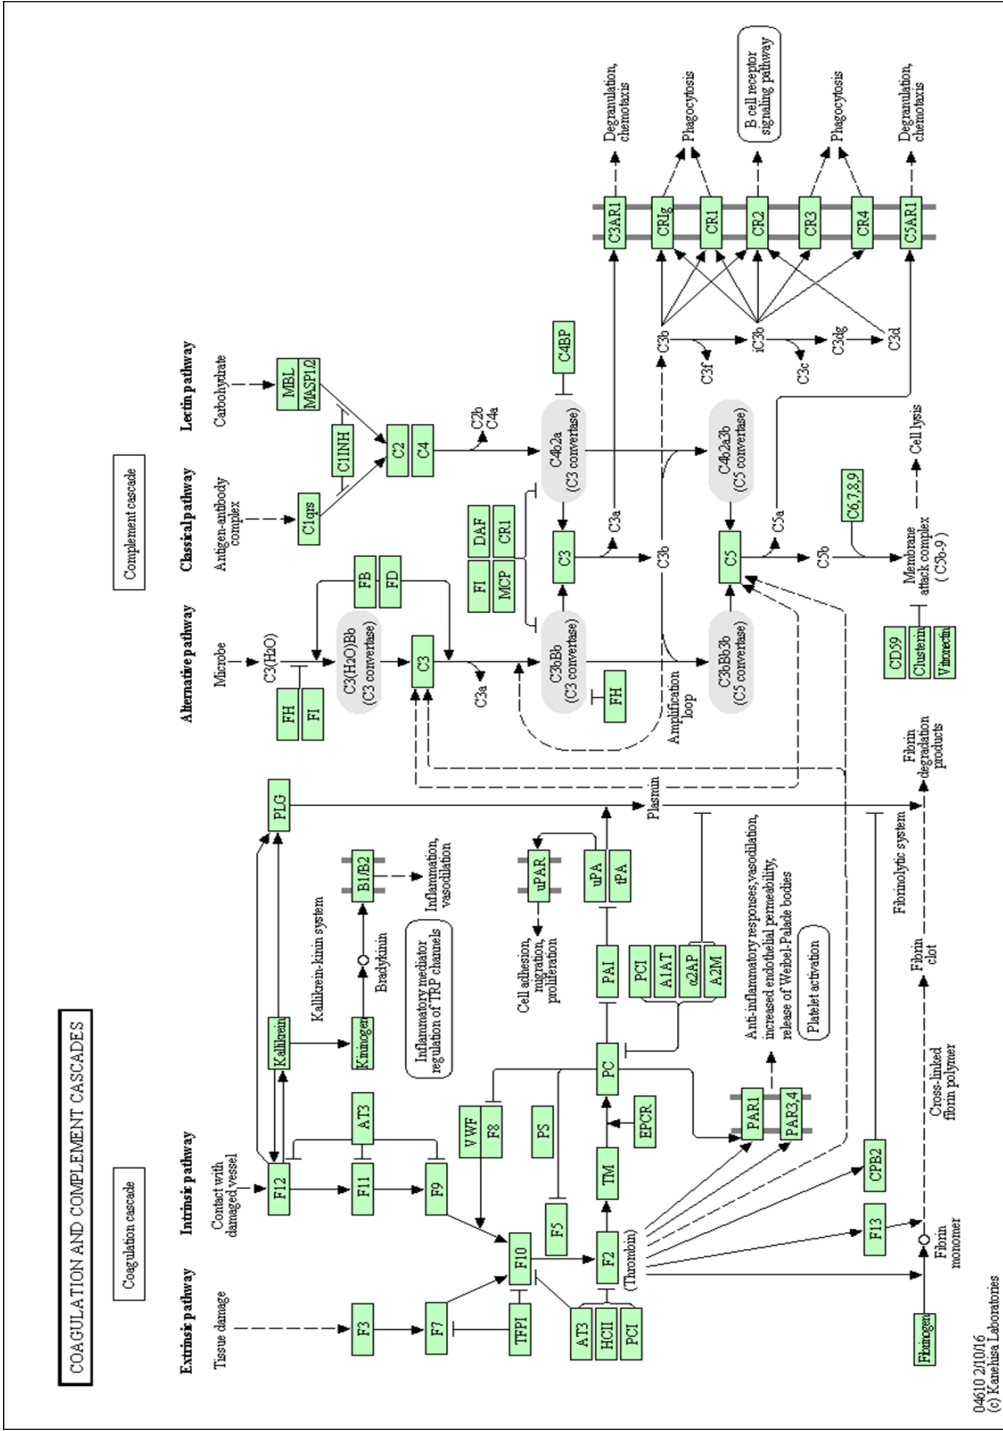 COAGULATION AND COMPLEMENT CASCADES
Coagulation cascade
Complement cascade
Extrinsic pathway
Tissue damage
Intrinsic pathway
Contact with
damaged vessel
Alternative pathway
Microbe
Classical pathway
Antigen-antibody
complex
Lectin pathway
Carbohydrate
F3
F7
TFPI
F12
F11
F9
AT3
F10
VWF
F8
F5
PS
Kallikrein
Kallikrein-kinin system
Kininogen
Bradykinin
B1/B2
Inflammation,
vasodilation
Inflammatory mediator
regulation of TRP channels
PLG
AT3
HCII
PCI
F2
(Thrombin)
TM
EPCR
PC
PAI
PCI
A1AT
α2AP
A2M
uPAR
uPA
tPA
Cell adhesion,
migration,
proliferation
Plasmin
PAR1
PAR3,4
Anti-inflammatory responses,vasodilation,
increased endothelial permeability,
release of Weibel-Palade bodies
Platelet activation
F13
CPB2
Fibrinogen
Fibrin
monomer
Cross-linked
fibrin polymer
Fibrin
clot
Fibrinolytic system
Fibrin
degradation
products
C3(H2O)
FH
FI
FB
FD
C3(H2O)Bb
(C3 convertase)
C3
C3a
C3bBb
(C3 convertase)
FH
FI
DAF
MCP
CR1
Amplification
loop
C3bBb3b
(C5 convertase)
C1qrs
C1INH
MBL
MASP1/2
C2
C4
C2b
C4a
C4b2a
(C3 convertase)
C4BP
C3
C3a
C3b
C4b2a3b
(C5 convertase)
C5
C5a
C5b
C6,7,8,9
Membrane
attack complex
(C5b-9)
Cell lysis
CD59
Clusterin
Vitronectin
C3b
C3f
iC3b
C3c
C3dg
C3d
C3AR1
CRIg
CR1
CR2
CR3
CR4
C5AR1
Degranulation,
chemotaxis
Phagocytosis
B cell receptor
signaling pathway
Phagocytosis
Degranulation,
chemotaxis
04610 2/10/16
(c) Kanehisa Laboratories